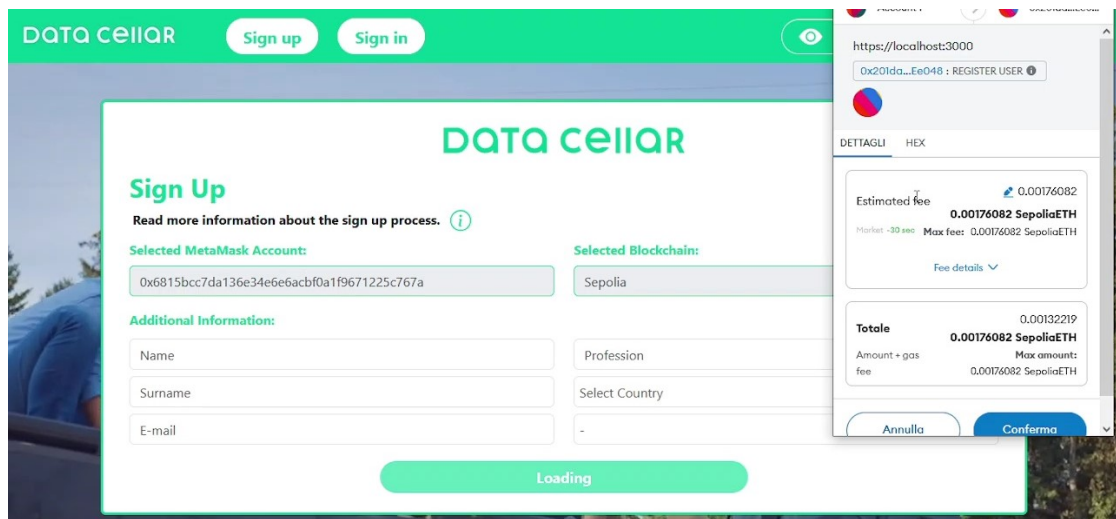 DATA CELLAR
Sign up
Sign in
DATA CELLAR
Sign Up
Read more information about the sign up process. i
Selected MetaMask Account:
0x6815bcc7da136e34e6e6acbf0a1f9671225c767a
Selected Blockchain:
Sepolia
Additional Information:
Name
Profession
Surname
Select Country
E-mail
-
Loading
https://localhost:3000
0x201da...Ee048 : REGISTER USER
DETTAGLI HEX
Estimated fee
0.00176082
0.00176082 SepoliaETH
Market ~30 sec Max fee: 0.00176082 SepoliaETH
Fee details
Totale
0.00132219
0.00176082 SepoliaETH
Amount + gas fee
Max amount:
0.00176082 SepoliaETH
Annulla
Conferma